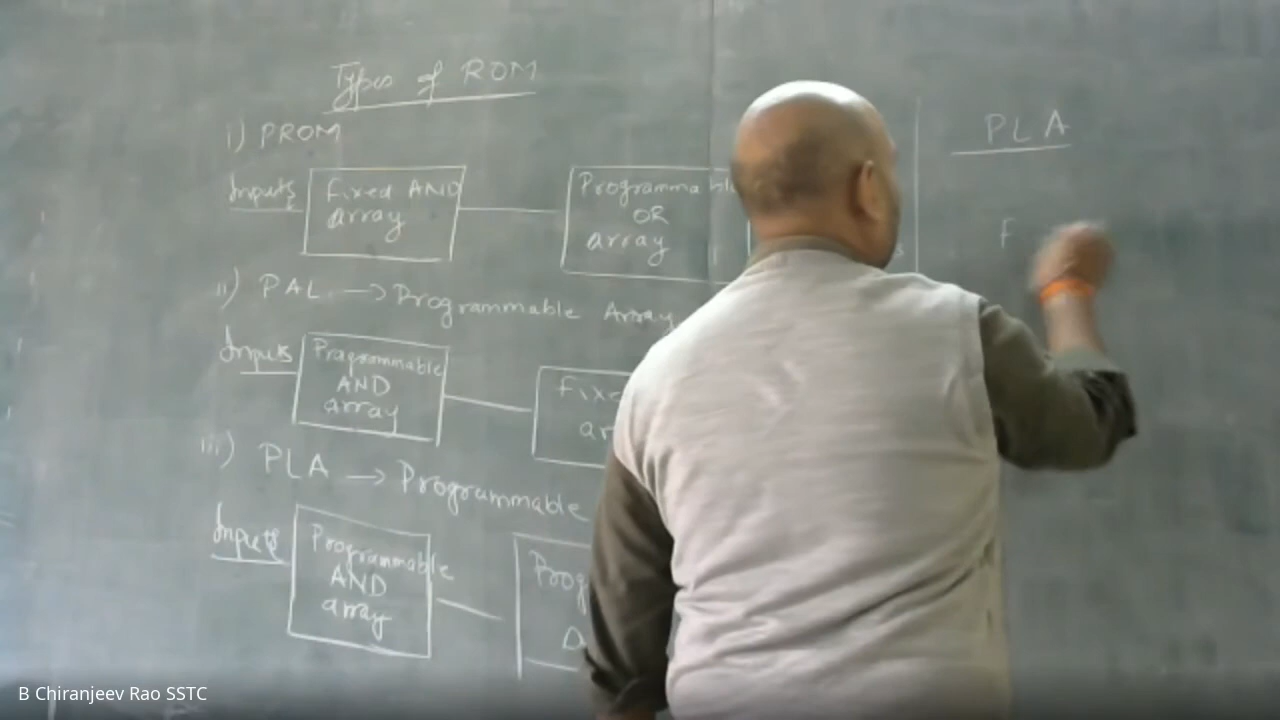 Types of ROM
i) PROM
Inputs
Fixed AND
array
Programmable
OR
array
ii) PAL → Programmable Array
Inputs
Programmable
AND
array
iii) PLA → Programmable
Inputs
Programmable
AND
array
PLA
F
B Chiranjeev Rao SSTC